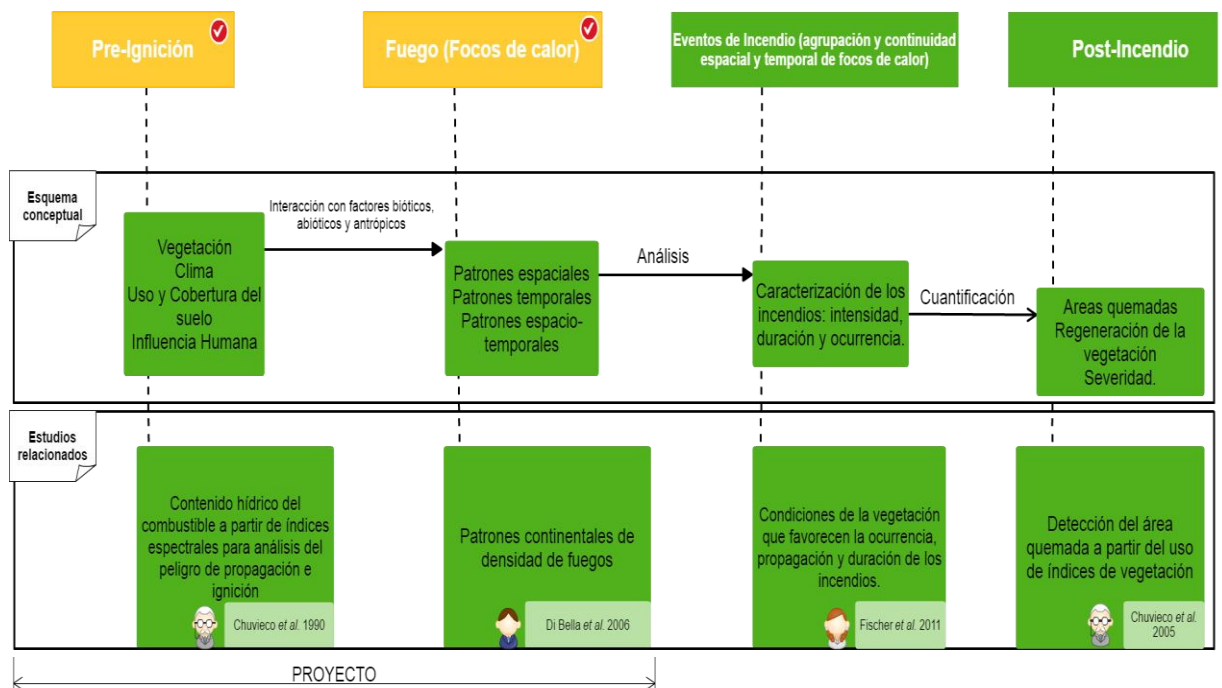 Pre-Ignición
Fuego (Focos de calor)
Eventos de Incendio (agrupación y continuidad
espacial y temporal de focos de calor)
Post-Incendio
Esquema
conceptual
Vegetación
Clima
Uso y Cobertura del
suelo
Influencia Humana
Interacción con factores bióticos,
abióticos y antrópicos
Patrones espaciales
Patrones temporales
Patrones espacio-
temporales
Análisis
Caracterización de los
incendios: intensidad,
duración y ocurrencia.
Cuantificación
Areas quemadas
Regeneración de la
vegetación
Severidad.
Estudios
relacionados
Contenido hídrico del
combustible a partir de índices
espectrales para análisis del
peligro de propagación e
ignición
Chuvieco et al. 1990
Patrones continentales de
densidad de fuegos
Di Bella et al. 2006
Condiciones de la vegetación
que favorecen la ocurrencia,
propagación y duración de los
incendios.
Fischer et al. 2011
Detección del área
quemada a partir del uso
de índices de vegetación
Chuvieco et al.
2005
PROYECTO